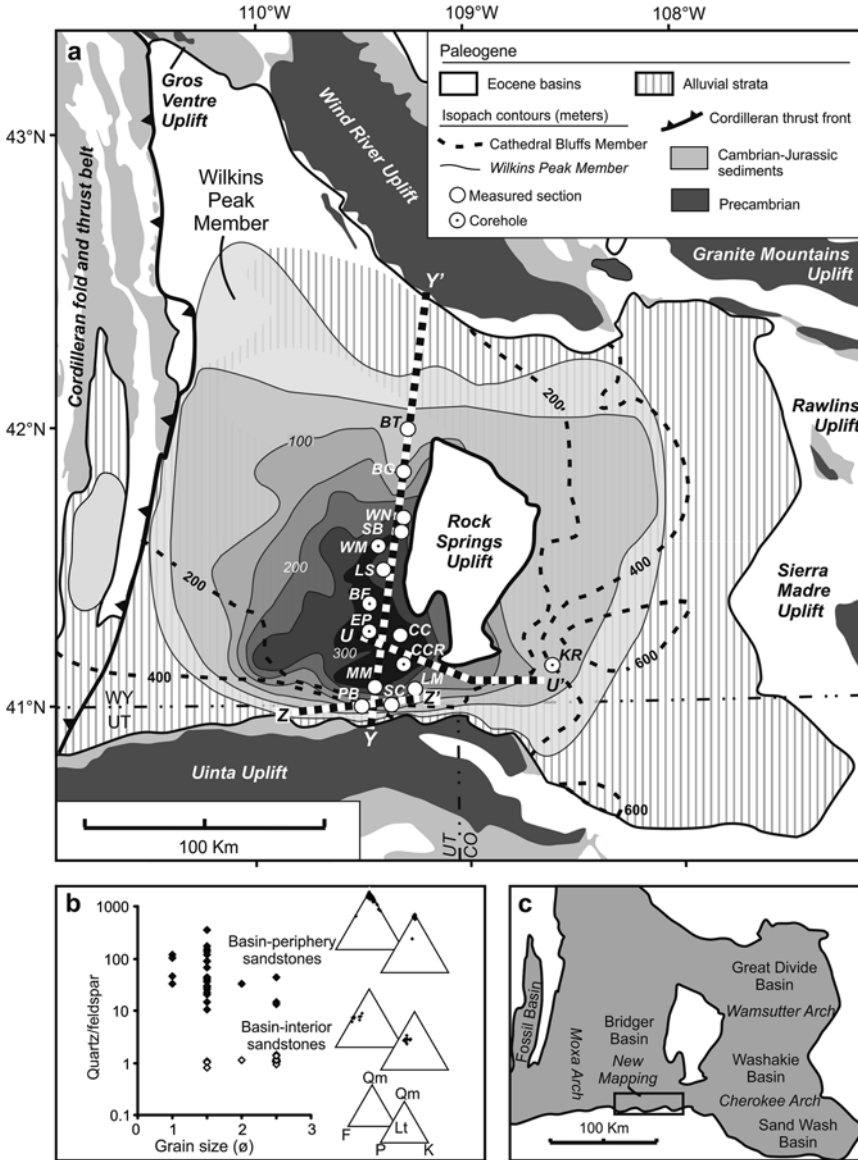 110°W
109°W
108°W
a
43°N
42°N
41°N
Gros
Ventre
Uplift
Wind River Uplift
Paleogene
Eocene basins
Alluvial strata
Isopach contours (meters)
Cathedral Bluffs Member
Wilkins Peak Member
Measured section
Corehole
Cordilleran thrust front
Cambrian-Jurassic
sediments
Precambrian
Granite Mountains
Uplift
Cordilleran fold and thrust belt
Wilkins
Peak
Member
Y'
200
BT
100
BG
Rawlins
Uplift
WN
SB
WM
Rock
Springs
Uplift
200
LS
400
200
BF
Sierra
Madre
Uplift
EP
U
CC
300
CCR
KR
600
400
MM
LM
U'
PB
SC
Z'
WY
UT
Z
Y
Uinta Uplift
600
100 Km
UT
CO
b
1000
100
10
1
0.1
Quartz/feldspar
1
2
3
Grain size (ø)
Basin-periphery
sandstones
Basin-interior
sandstones
Qm
Qm
F
Lt
P
K
c
Fossil Basin
Moxa Arch
Bridger
Basin
New
Mapping
Great Divide
Basin
Wamsutter Arch
Washakie
Basin
Cherokee Arch
Sand Wash
Basin
100 Km